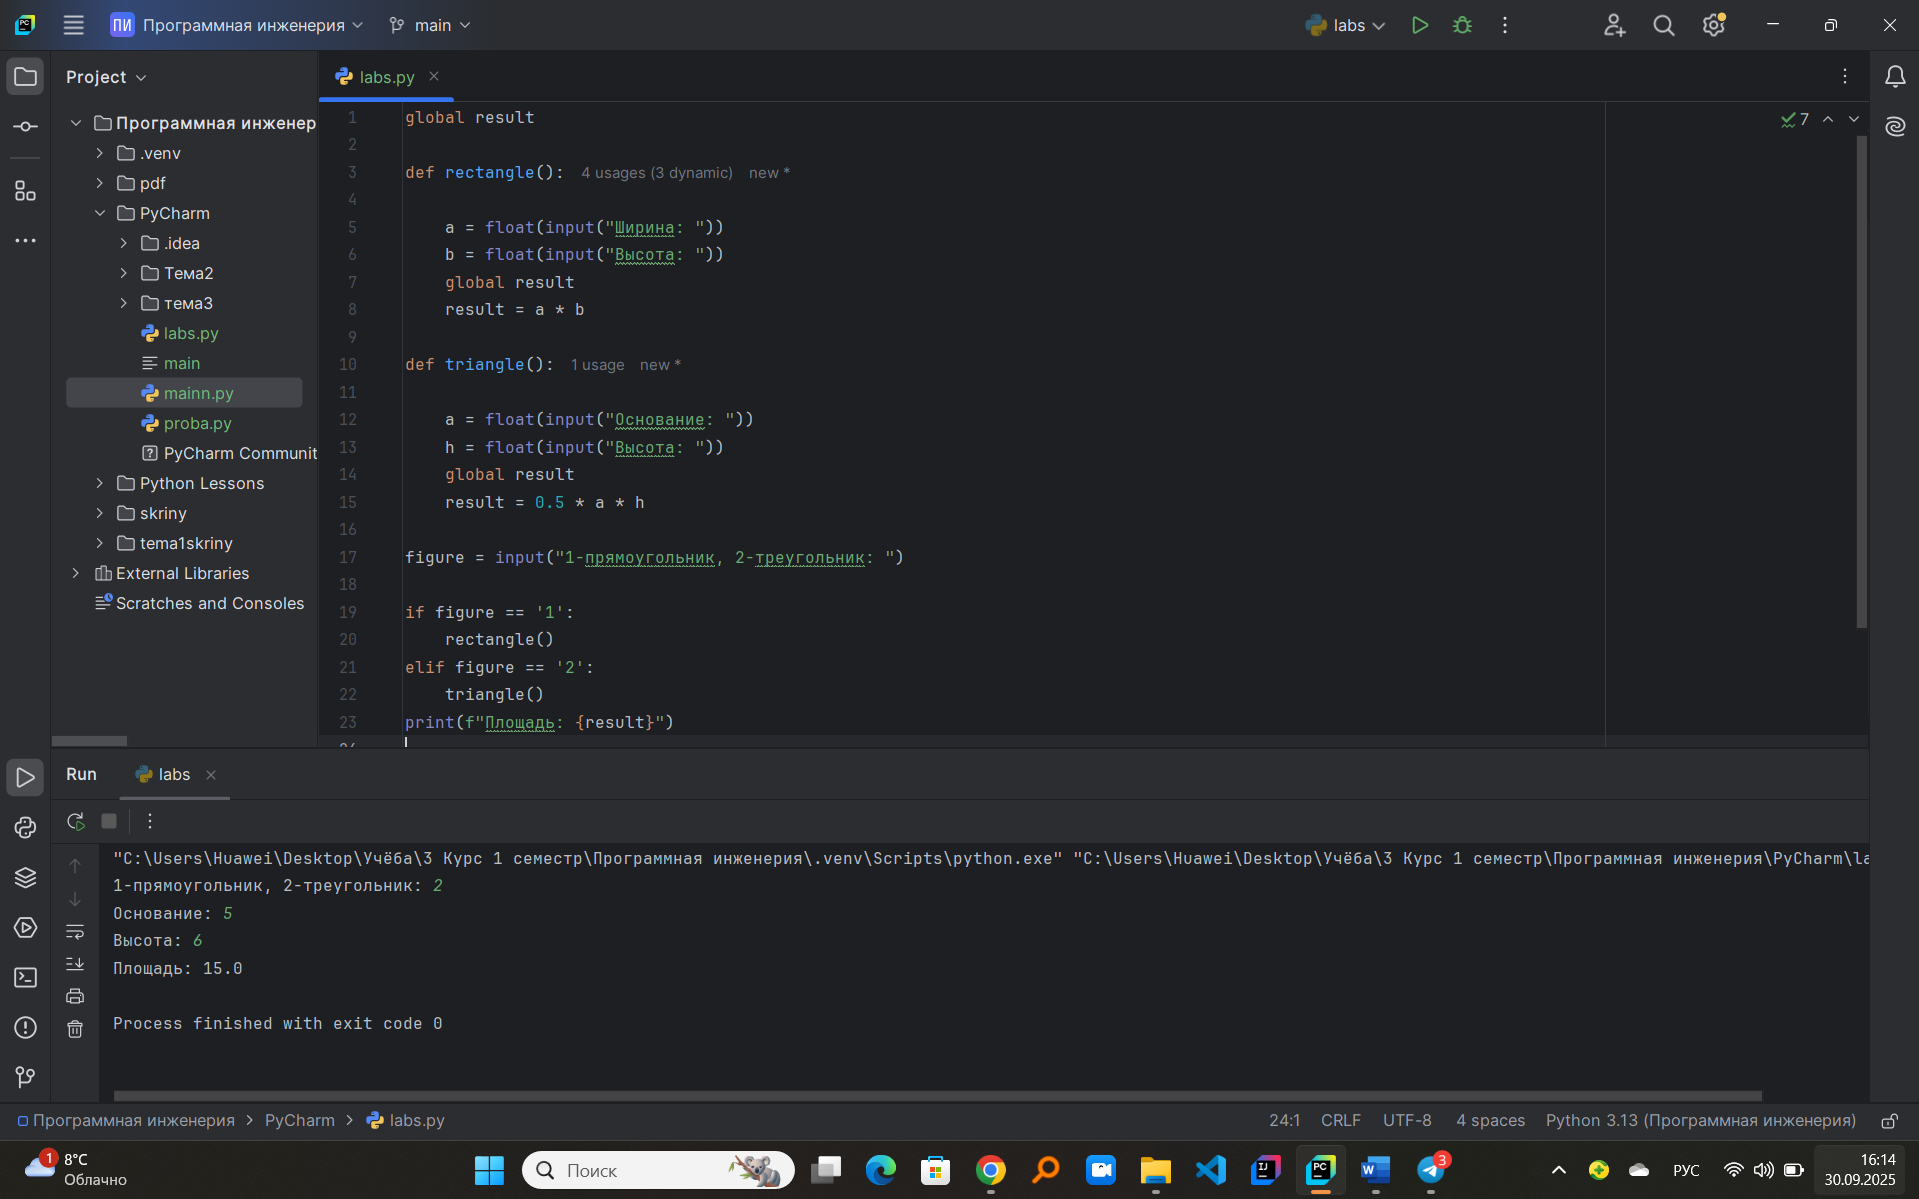 ПИ Программная инженерия main labs
Project
labs.py
Программная инженер
.venv
pdf
PyCharm
.idea
Тема2
тема3
labs.py
main
mainn.py
proba.py
PyCharm Communit
Python Lessons
skriny
tema1skriny
External Libraries
Scratches and Consoles
7
1 global result
2
3 def rectangle(): 4 usages (3 dynamic) new *
4
5 a = float(input("Ширина: "))
6 b = float(input("Высота: "))
7 global result
8 result = a * b
9
10 def triangle(): 1 usage new *
11
12 a = float(input("Основание: "))
13 h = float(input("Высота: "))
14 global result
15 result = 0.5 * a * h
16
17 figure = input("1-прямоугольник, 2-треугольник: ")
18
19 if figure == '1':
20 rectangle()
21 elif figure == '2':
22 triangle()
23 print(f"Площадь: {result}")
24
Run labs
"C:\Users\Huawei\Desktop\Учёба\3 Курс 1 семестр\Программная инженерия\.venv\Scripts\python.exe" "C:\Users\Huawei\Desktop\Учёба\3 Курс 1 семестр\Программная инженерия\PyCharm\la
1-прямоугольник, 2-треугольник: 2
Основание: 5
Высота: 6
Площадь: 15.0
Process finished with exit code 0
Программная инженерия > PyCharm > labs.py 24:1 CRLF UTF-8 4 spaces Python 3.13 (Программная инженерия)
1 8°C
Облачно
Поиск
PC
3
РУС
16:14
30.09.2025